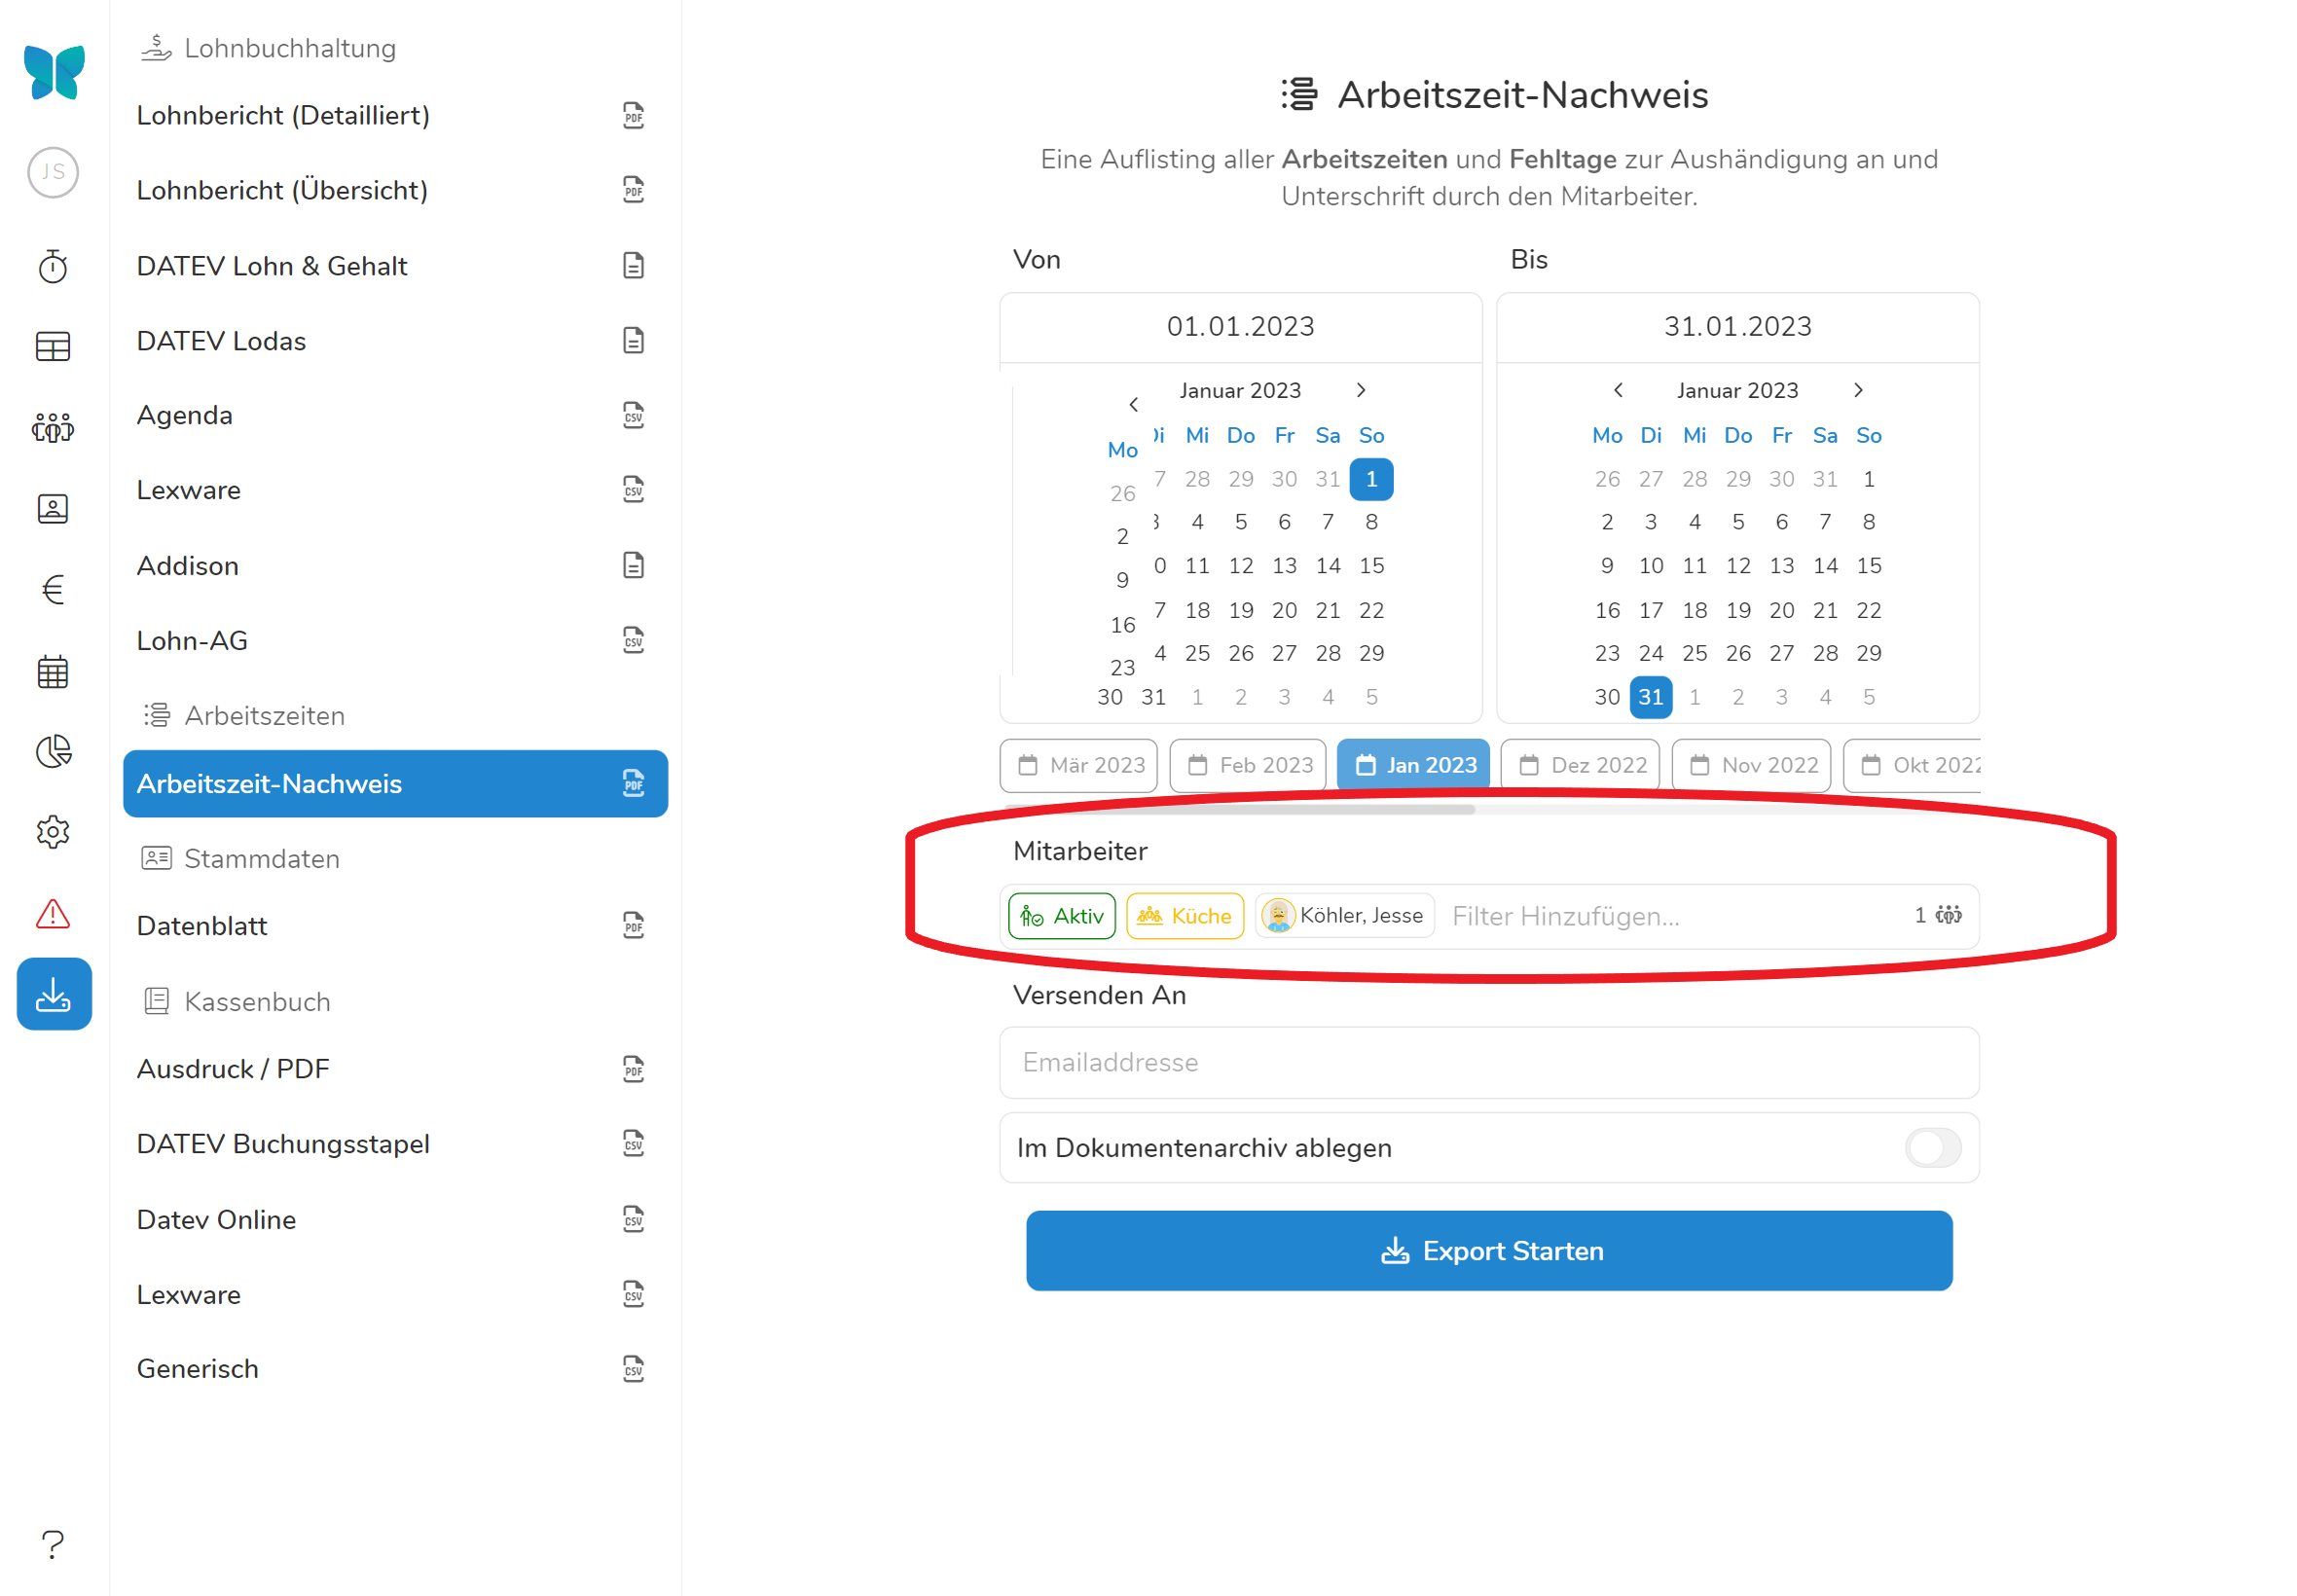 JS
Lohnbuchhaltung
Lohnbericht (Detailliert)
PDF
Lohnbericht (Übersicht)
PDF
DATEV Lohn & Gehalt
DATEV Lodas
Agenda
CSV
Lexware
CSV
Addison
Lohn-AG
CSV
Arbeitszeiten
Arbeitszeit-Nachweis
PDF
Stammdaten
Datenblatt
PDF
Kassenbuch
Ausdruck / PDF
PDF
DATEV Buchungsstapel
CSV
Datev Online
CSV
Lexware
CSV
Generisch
CSV
?
Arbeitszeit-Nachweis
Eine Auflisting aller Arbeitszeiten und Fehltage zur Aushändigung an und
Unterschrift durch den Mitarbeiter.
Von
01.01.2023
Januar 2023
Mo Di Mi Do Fr Sa So
26 7 28 29 30 31 1
2 3 4 5 6 7 8
9 0 11 12 13 14 15
16 7 18 19 20 21 22
23 4 25 26 27 28 29
30 31 1 2 3 4 5
Bis
31.01.2023
Januar 2023
Mo Di Mi Do Fr Sa So
26 27 28 29 30 31 1
2 3 4 5 6 7 8
9 10 11 12 13 14 15
16 17 18 19 20 21 22
23 24 25 26 27 28 29
30 31 1 2 3 4 5
Mär 2023 Feb 2023 Jan 2023 Dez 2022 Nov 2022 Okt 2022
Mitarbeiter
Aktiv Küche Köhler, Jesse Filter Hinzufügen... 1
Versenden An
Emailaddresse
Im Dokumentenarchiv ablegen
Export Starten